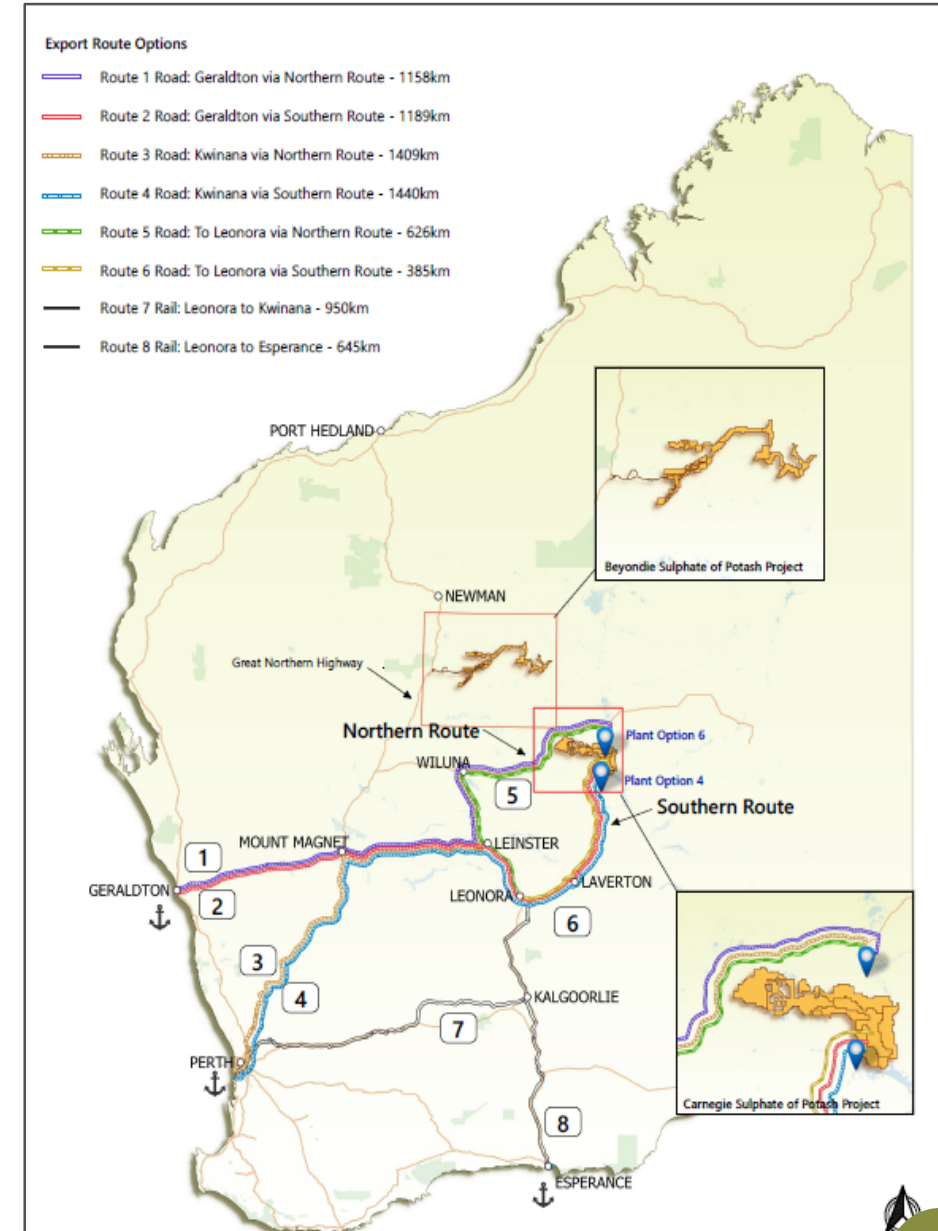 Export Route Options
Route 1 Road: Geraldton via Northern Route - 1158km
Route 2 Road: Geraldton via Southern Route - 1189km
Route 3 Road: Kwinana via Northern Route - 1409km
Route 4 Road: Kwinana via Southern Route - 1440km
Route 5 Road: To Leonora via Northern Route - 626km
Route 6 Road: To Leonora via Southern Route - 385km
Route 7 Rail: Leonora to Kwinana - 950km
Route 8 Rail: Leonora to Esperance - 645km
PORT HEDLAND
Beyondie Sulphate of Potash Project
NEWMAN
Great Northern Highway
Northern Route
Plant Option 6
WILUNA
Plant Option 4
5
Southern Route
MOUNT MAGNET
LEINSTER
1
GERALDTON
2
LEONORA
LAVERTON
6
3
4
KALGOORLIE
7
PERTH
Carnegie Sulphate of Potash Project
8
ESPERANCE